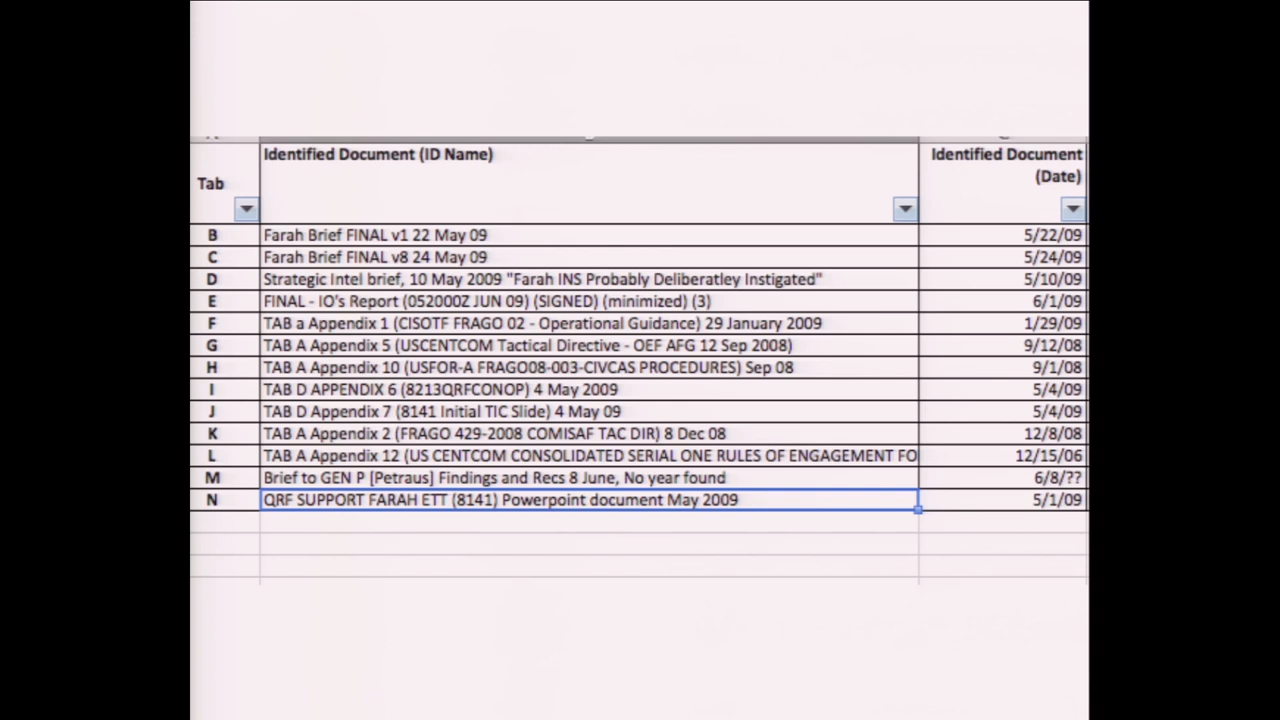 Identified Document (ID Name)
Identified Document
(Date)
Tab
B Farah Brief FINAL v1 22 May 09 5/22/09
C Farah Brief FINAL v8 24 May 09 5/24/09
D Strategic Intel brief, 10 May 2009 "Farah INS Probably Deliberatley Instigated" 5/10/09
E FINAL - IO's Report (052000Z JUN 09) (SIGNED) (minimized) (3) 6/1/09
F TAB a Appendix 1 (CISOTF FRAGO 02 - Operational Guidance) 29 January 2009 1/29/09
G TAB A Appendix 5 (USCENTCOM Tactical Directive - OEF AFG 12 Sep 2008) 9/12/08
H TAB A Appendix 10 (USFOR-A FRAGO08-003-CIVCAS PROCEDURES) Sep 08 9/1/08
I TAB D APPENDIX 6 (8213QRFCONOP) 4 May 2009 5/4/09
J TAB D Appendix 7 (8141 Initial TIC Slide) 4 May 09 5/4/09
K TAB A Appendix 2 (FRAGO 429-2008 COMISAF TAC DIR) 8 Dec 08 12/8/08
L TAB A Appendix 12 (US CENTCOM CONSOLIDATED SERIAL ONE RULES OF ENGAGEMENT FO 12/15/06
M Brief to GEN P [Petraus] Findings and Recs 8 June, No year found 6/8/??
N QRF SUPPORT FARAH ETT (8141) Powerpoint document May 2009 5/1/09